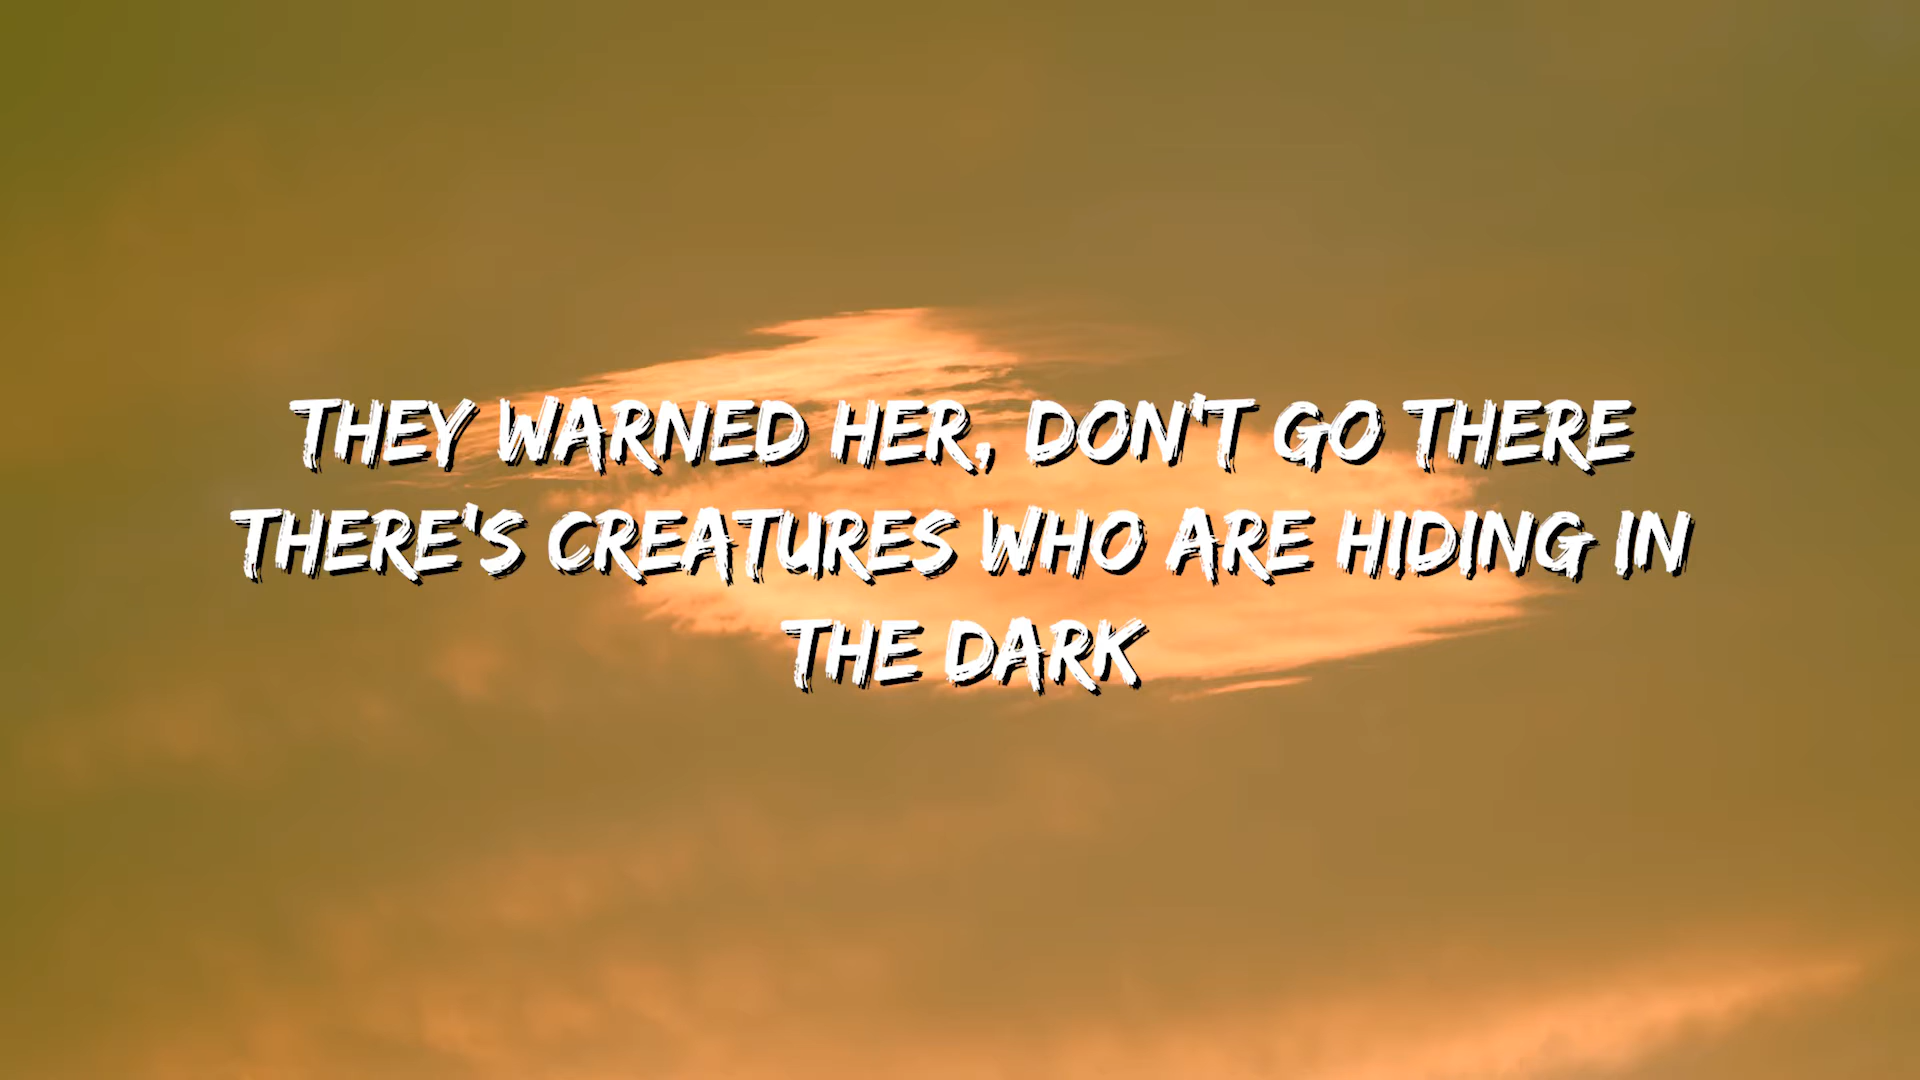 THEY WARNED HER, DON'T GO THERE
THERE'S CREATURES WHO ARE HIDING IN
THE DARK